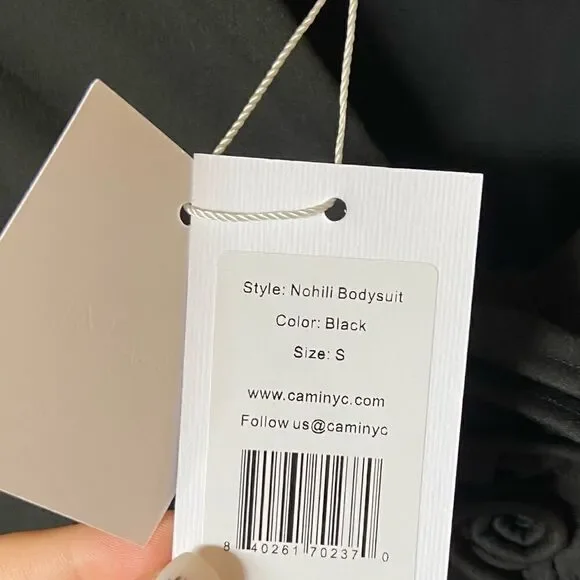 Style: Nohili Bodysuit
Color: Black
Size: S
www.caminyc.com
Follow us@caminyc
8 40261 70237 0